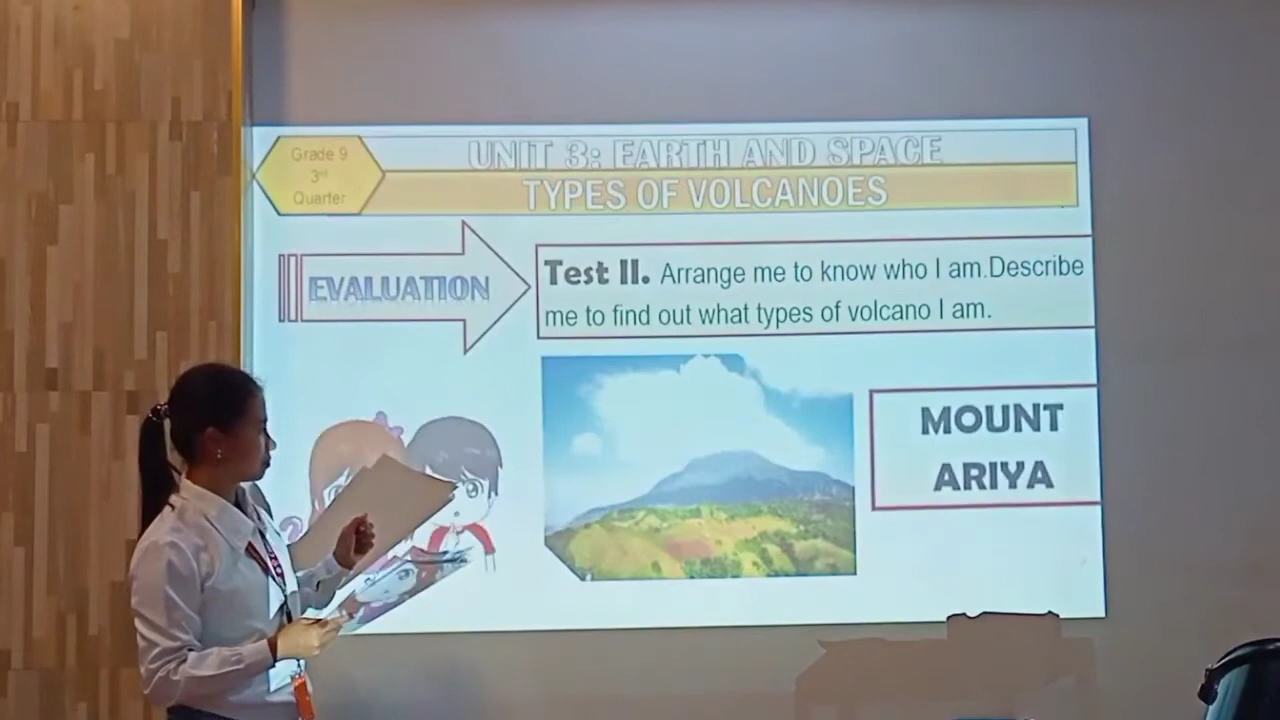 Grade 9
3rd
Quarter
UNIT 3: EARTH AND SPACE
TYPES OF VOLCANOES
EVALUATION
Test II. Arrange me to know who I am.Describe
me to find out what types of volcano I am.
MOUNT
ARIYA